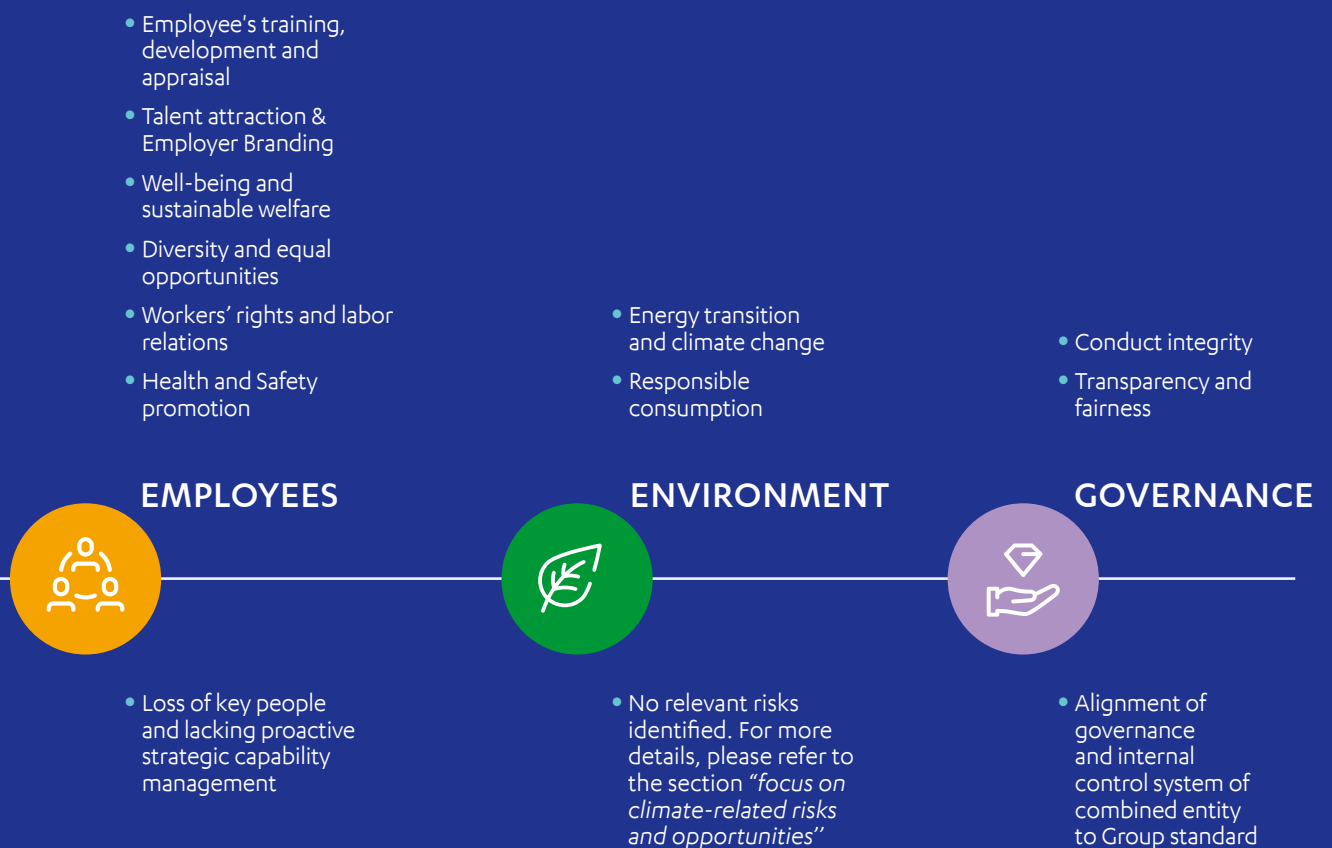 • Employee's training,
development and
appraisal
• Talent attraction &
Employer Branding
• Well-being and
sustainable welfare
• Diversity and equal
opportunities
• Workers’ rights and labor
relations
• Health and Safety
promotion
EMPLOYEES
• Loss of key people
and lacking proactive
strategic capability
management
• Energy transition
and climate change
• Responsible
consumption
ENVIRONMENT
• No relevant risks
identified. For more
details, please refer to
the section “focus on
climate-related risks
and opportunities’’
• Conduct integrity
• Transparency and
fairness
GOVERNANCE
• Alignment of
governance
and internal
control system of
combined entity
to Group standard